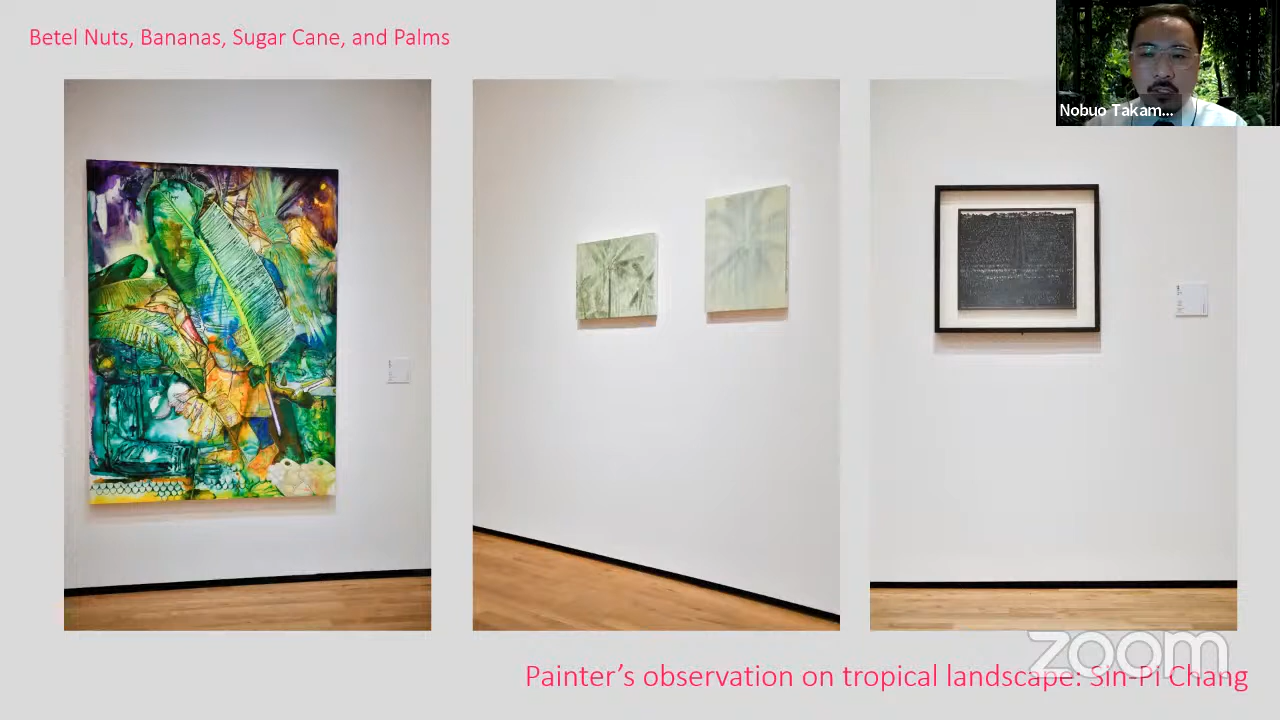 Betel Nuts, Bananas, Sugar Cane, and Palms
Nobuo Takam...
zoom
Painter's observation on tropical landscape: Sin-Pi Chang